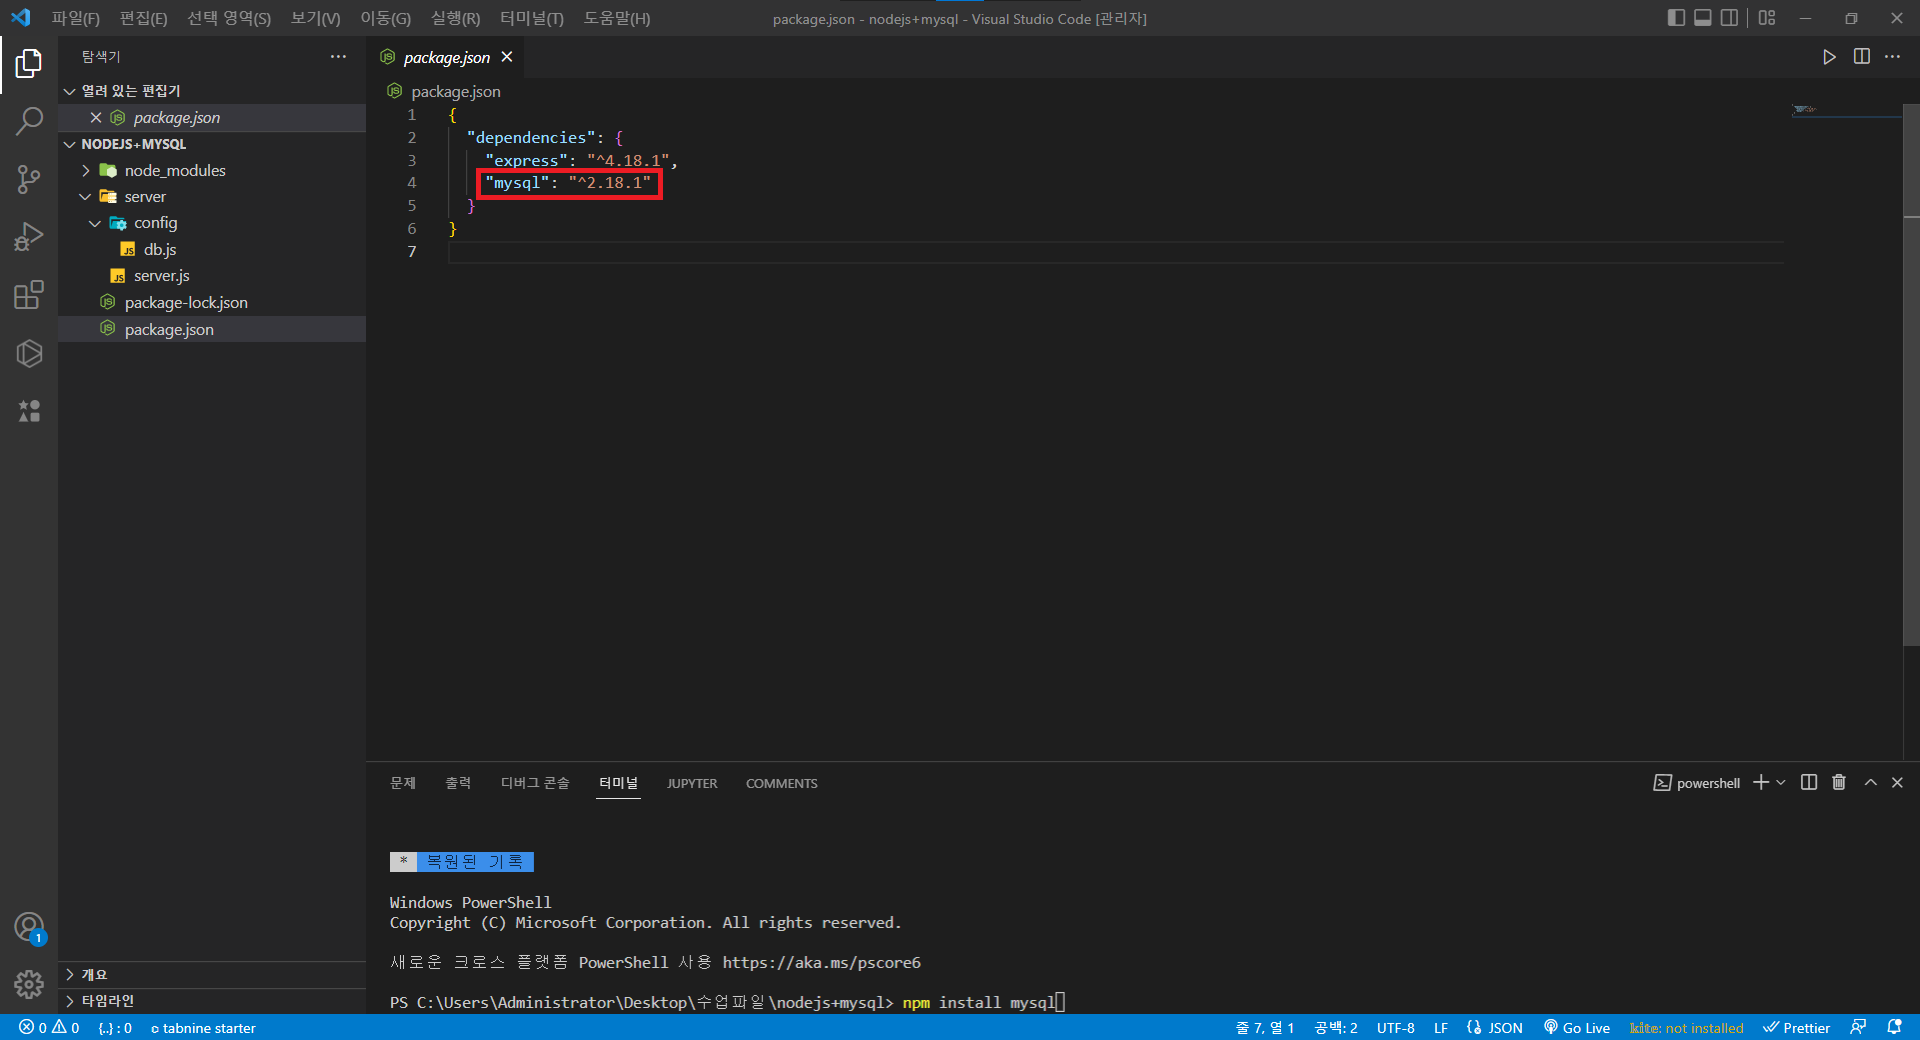 파일(F) 편집(E) 선택 영역(S) 보기(V) 이동(G) 실행(R) 터미널(T) 도움말(H)
package.json - nodejs+mysql - Visual Studio Code [관리자]
탐색기
열려 있는 편집기
package.json
NODEJS+MYSQL
node_modules
server
config
db.js
server.js
package-lock.json
package.json
개요
타임라인
package.json
package.json
1 {
2 "dependencies": {
3 "express": "^4.18.1",
4 "mysql": "^2.18.1"
5 }
6 }
7
문제 출력 디버그 콘솔 터미널 JUPYTER COMMENTS
powershell
* 복원된 기록
Windows PowerShell
Copyright (C) Microsoft Corporation. All rights reserved.
새로운 크로스 플랫폼 PowerShell 사용 https://aka.ms/pscore6
PS C:\Users\Administrator\Desktop\수업파일\nodejs+mysql> npm install mysql
1
0 0 {..} : 0 tabnine starter
줄 7, 열 1 공백: 2 UTF-8 LF JSON Go Live kite: not installed Prettier